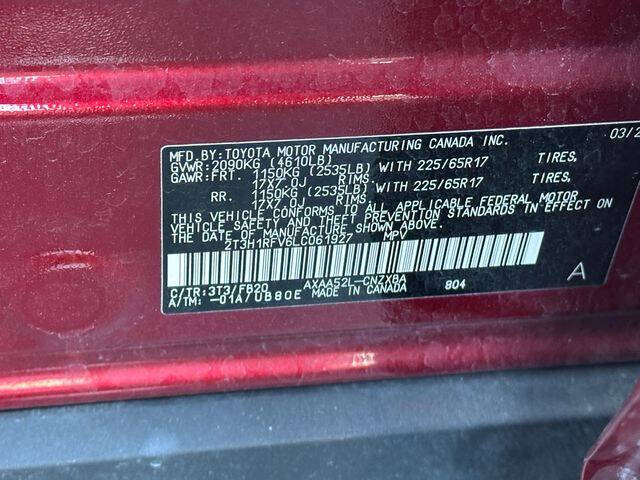 MFD.BY:TOYOTA MOTOR MANUFACTURING CANADA INC. 03/2
GVWR:2090KG (4610LB)
GAWR:FRT. 1150KG (2535LB) WITH 225/65R17 TIRES,
17X7.0J RIMS,
RR. 1150KG (2535LB) WITH 225/65R17 TIRES,
17X7.0J RIMS
THIS VEHICLE CONFORMS TO ALL APPLICABLE FEDERAL MOTOR
VEHICLE SAFETY AND THEFT PREVENTION STANDARDS IN EFFECT ON
THE DATE OF MANUFACTURE SHOWN ABOVE.
2T3H1RFV6LC061927 MPV
C/TR:3T3/FB20 AXAA52L-CNZXBA A
A/TM:-01A/UB80E MADE IN CANADA 804